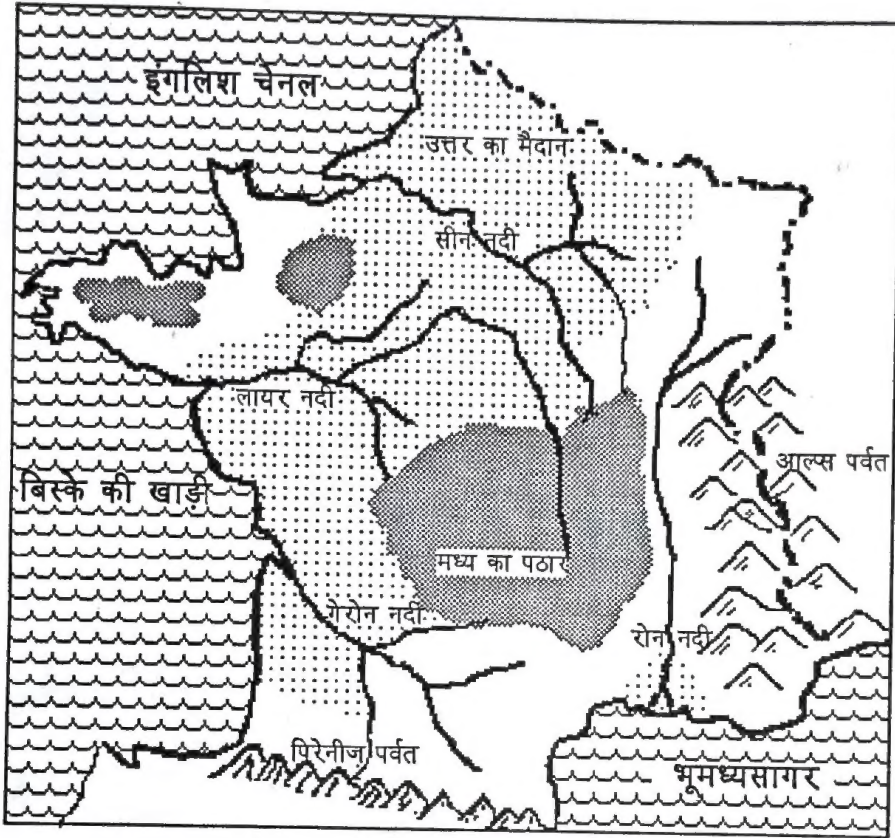 इंगलिश चेनल
उत्तर का मैदान
सीन नदी
लायर नदी
आल्प्स पर्वत
बिस्के की खाड़ी
मध्य का पठार
गेरोन नदी
रोन नदी
पिरेनीज पर्वत
भूमध्यसागर